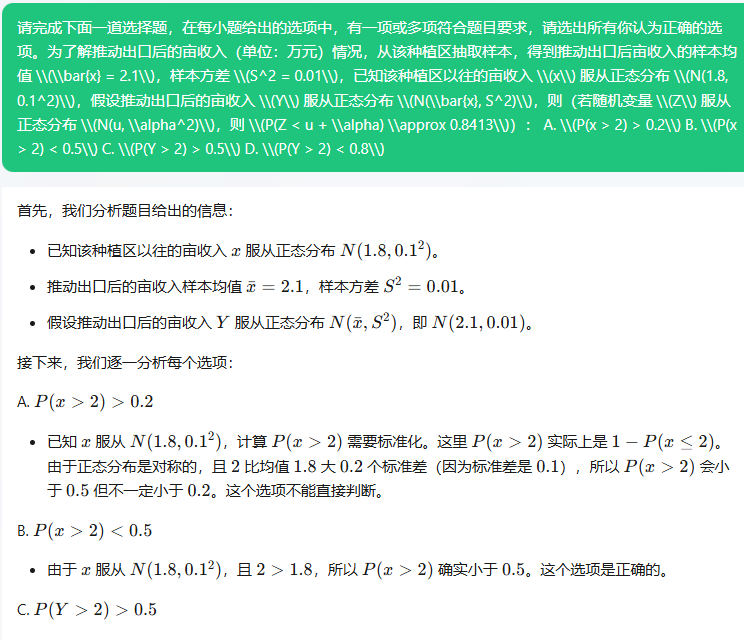 请完成下面一道选择题，在每小题给出的选项中，有一项或多项符合题目要求，请选出所有你认为正确的选
项。为了解推动出口后的亩收入（单位：万元）情况，从该种植区抽取样本，得到推动出口后亩收入的样本均
值 \\(\\bar{x} = 2.1\\)，样本方差 \\(S^2 = 0.01\\)，已知该种植区以往的亩收入 \\(x\\) 服从正态分布 \\(N(1.8,
0.1^2)\\)，假设推动出口后的亩收入 \\(Y\\) 服从正态分布 \\(N(\\bar{x}, S^2)\\)，则（若随机变量 \\(Z\\) 服从
正态分布 \\(N(u, \\alpha^2)\\)，则 \\(P(Z < u + \\alpha) \\approx 0.8413\\)）： A. \\(P(x > 2) > 0.2\\) B. \\(P(x
> 2) < 0.5\\) C. \\(P(Y > 2) > 0.5\\) D. \\(P(Y > 2) < 0.8\\)
首先，我们分析题目给出的信息：
• 已知该种植区以往的亩收入 x 服从正态分布 N(1.8, 0.1²)。
• 推动出口后的亩收入样本均值 x̄ = 2.1，样本方差 S² = 0.01。
• 假设推动出口后的亩收入 Y 服从正态分布 N(x̄, S²)，即 N(2.1, 0.01)。
接下来，我们逐一分析每个选项：
A. P(x > 2) > 0.2
• 已知 x 服从 N(1.8, 0.1²)，计算 P(x > 2) 需要标准化。这里 P(x > 2) 实际上是 1 − P(x ≤ 2)。
由于正态分布是对称的，且 2 比均值 1.8 大 0.2 个标准差（因为标准差是 0.1），所以 P(x > 2) 会小
于 0.5 但不一定小于 0.2。这个选项不能直接判断。
B. P(x > 2) < 0.5
• 由于 x 服从 N(1.8, 0.1²)，且 2 > 1.8，所以 P(x > 2) 确实小于 0.5。这个选项是正确的。
C. P(Y > 2) > 0.5